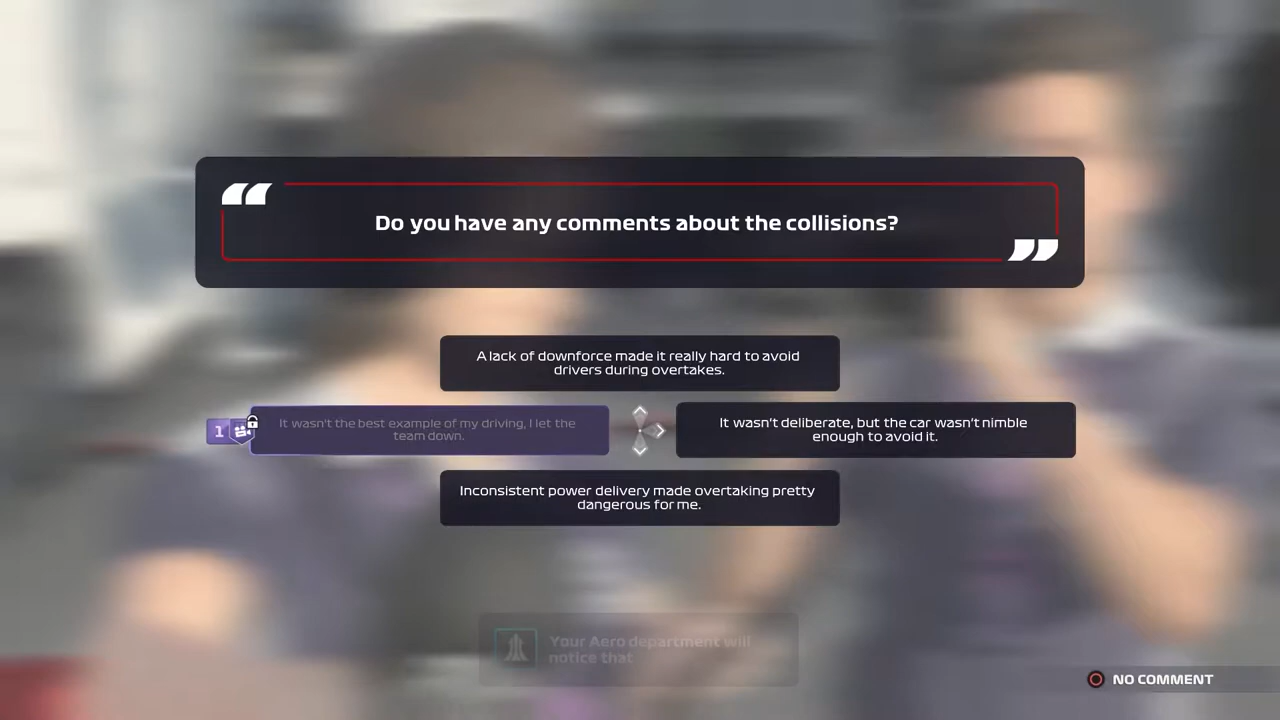 Do you have any comments about the collisions?
A lack of downforce made it really hard to avoid
drivers during overtakes.
1
It wasn't the best example of my driving, I let the
team down.
It wasn't deliberate, but the car wasn't nimble
enough to avoid it.
Inconsistent power delivery made overtaking pretty
dangerous for me.
Your Aero department will
notice that
NO COMMENT